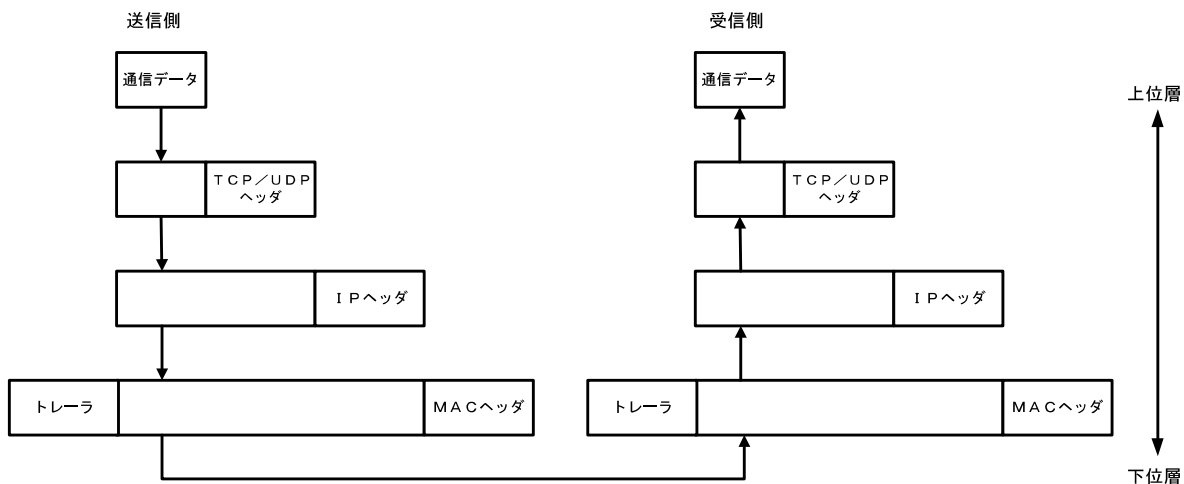 送信側
受信側
通信データ
通信データ
上位層
TCP/UDP
ヘッダ
TCP/UDP
ヘッダ
IPヘッダ
IPヘッダ
トレーラ
MACヘッダ
トレーラ
MACヘッダ
下位層